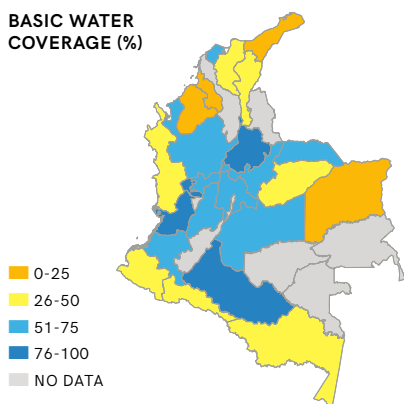 BASIC WATER
COVERAGE (%)
0-25
26-50
51-75
76-100
NO DATA